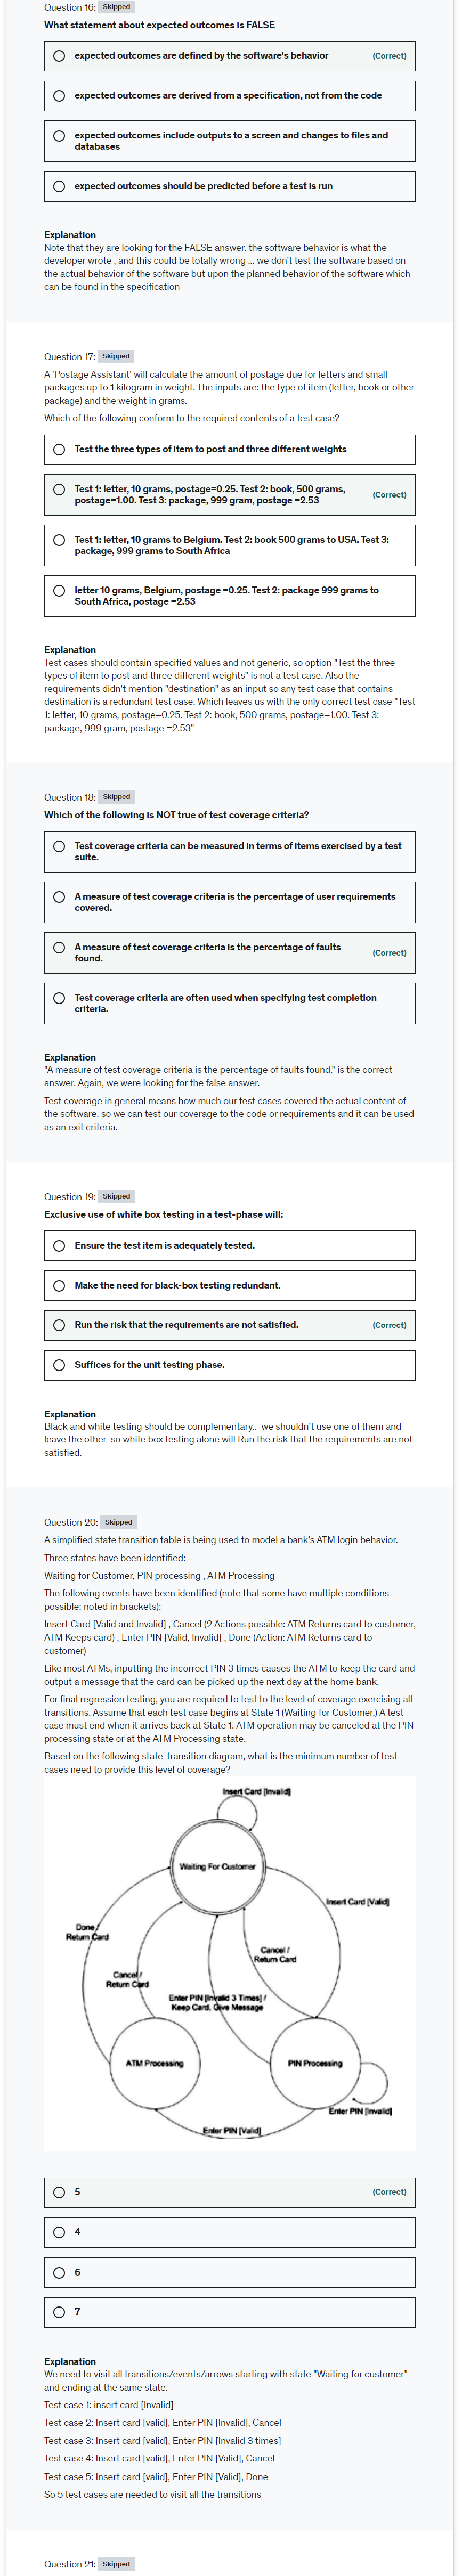 Question 16: Skipped
What statement about expected outcomes is FALSE
expected outcomes are defined by the software's behavior
(Correct)
expected outcomes are derived from a specification, not from the code
expected outcomes include outputs to a screen and changes to files and
databases
expected outcomes should be predicted before a test is run
Explanation
Note that they are looking for the FALSE answer. the software behavior is what the
developer wrote , and this could be totally wrong ... we don't test the software based on
the actual behavior of the software but upon the planned behavior of the software which
can be found in the specification
Question 17: Skipped
A 'Postage Assistant' will calculate the amount of postage due for letters and small
packages up to 1 kilogram in weight. The inputs are: the type of item (letter, book or other
package) and the weight in grams.
Which of the following conform to the required contents of a test case?
Test the three types of item to post and three different weights
Test 1: letter, 10 grams, postage=0.25. Test 2: book, 500 grams,
postage=1.00. Test 3: package, 999 gram, postage =2.53
(Correct)
Test 1: letter, 10 grams to Belgium. Test 2: book 500 grams to USA. Test 3:
package, 999 grams to South Africa
letter 10 grams, Belgium, postage =0.25. Test 2: package 999 grams to
South Africa, postage =2.53
Explanation
Test cases should contain specified values and not generic, so option "Test the three
types of item to post and three different weights" is not a test case. Also the
requirements didn't mention "destination" as an input so any test case that contains
destination is a redundant test case. Which leaves us with the only correct test case "Test
1: letter, 10 grams, postage=0.25. Test 2: book, 500 grams, postage=1.00. Test 3:
package, 999 gram, postage =2.53"
Question 18: Skipped
Which of the following is NOT true of test coverage criteria?
Test coverage criteria can be measured in terms of items exercised by a test
suite.
A measure of test coverage criteria is the percentage of user requirements
covered.
A measure of test coverage criteria is the percentage of faults
found.
(Correct)
Test coverage criteria are often used when specifying test completion
criteria.
Explanation
"A measure of test coverage criteria is the percentage of faults found." is the correct
answer. Again, we were looking for the false answer.
Test coverage in general means how much our test cases covered the actual content of
the software. so we can test our coverage to the code or requirements and it can be used
as an exit criteria.
Question 19: Skipped
Exclusive use of white box testing in a test-phase will:
Ensure the test item is adequately tested.
Make the need for black-box testing redundant.
Run the risk that the requirements are not satisfied.
(Correct)
Suffices for the unit testing phase.
Explanation
Black and white testing should be complementary.. we shouldn't use one of them and
leave the other so white box testing alone will Run the risk that the requirements are not
satisfied.
Question 20: Skipped
A simplified state transition table is being used to model a bank's ATM login behavior.
Three states have been identified:
Waiting for Customer, PIN processing , ATM Processing
The following events have been identified (note that some have multiple conditions
possible: noted in brackets):
Insert Card [Valid and Invalid] , Cancel (2 Actions possible: ATM Returns card to customer,
ATM Keeps card) , Enter PIN [Valid, Invalid] , Done (Action: ATM Returns card to
customer)
Like most ATMs, inputting the incorrect PIN 3 times causes the ATM to keep the card and
output a message that the card can be picked up the next day at the home bank.
For final regression testing, you are required to test to the level of coverage exercising all
transitions. Assume that each test case begins at State 1 (Waiting for Customer.) A test
case must end when it arrives back at State 1. ATM operation may be canceled at the PIN
processing state or at the ATM Processing state.
Based on the following state-transition diagram, what is the minimum number of test
cases need to provide this level of coverage?
Insert Card [Invalid]
Waiting For Customer
Insert Card [Valid]
Done /
Return Card
Cancel /
Return Card
Cancel /
Return Card
Enter PIN [Invalid 3 Times] /
Keep Card, Give Message
ATM Processing
PIN Processing
Enter PIN [Invalid]
Enter PIN [Valid]
5
(Correct)
4
6
7
Explanation
We need to visit all transitions/events/arrows starting with state "Waiting for customer"
and ending at the same state.
Test case 1: insert card [Invalid]
Test case 2: Insert card [valid], Enter PIN [Invalid], Cancel
Test case 3: Insert card [valid], Enter PIN [Invalid 3 times]
Test case 4: Insert card [valid], Enter PIN [Valid], Cancel
Test case 5: Insert card [valid], Enter PIN [Valid], Done
So 5 test cases are needed to visit all the transitions
Question 21: Skipped